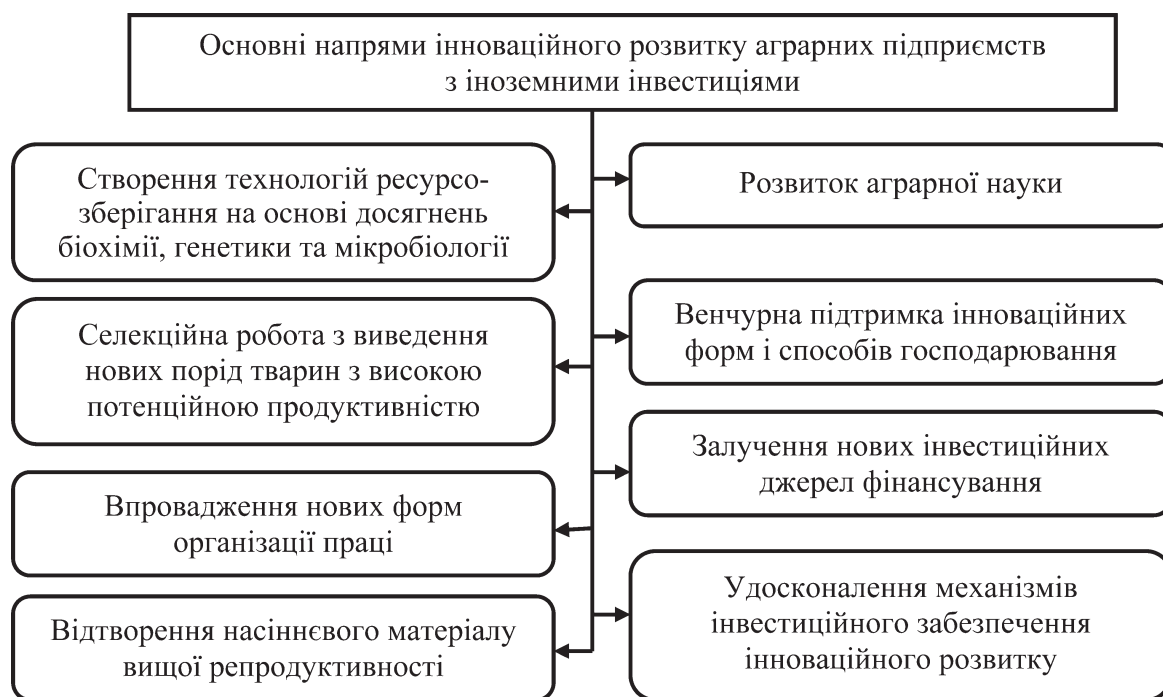 Основні напрями інноваційного розвитку аграрних підприємств
з іноземними інвестиціями
Створення технологій ресурсо-
зберігання на основі досягнень
біохімії, генетики та мікробіології
Селекційна робота з виведення
нових порід тварин з високою
потенційною продуктивністю
Впровадження нових форм
організації праці
Відтворення насіннєвого матеріалу
вищої репродуктивності
Розвиток аграрної науки
Венчурна підтримка інноваційних
форм і способів господарювання
Залучення нових інвестиційних
джерел фінансування
Удосконалення механізмів
інвестиційного забезпечення
інноваційного розвитку